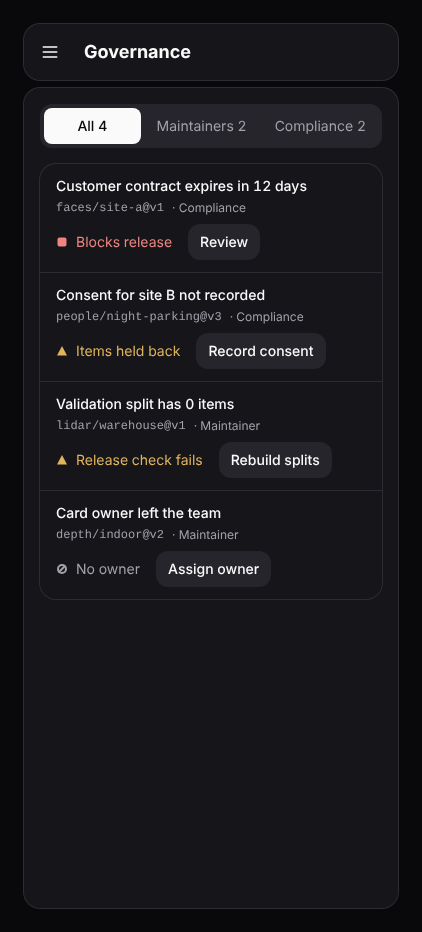 Governance
All 4 Maintainers 2 Compliance 2
Customer contract expires in 12 days
faces/site-a@v1 · Compliance
Blocks release Review
Consent for site B not recorded
people/night-parking@v3 · Compliance
Items held back Record consent
Validation split has 0 items
lidar/warehouse@v1 · Maintainer
Release check fails Rebuild splits
Card owner left the team
depth/indoor@v2 · Maintainer
No owner Assign owner